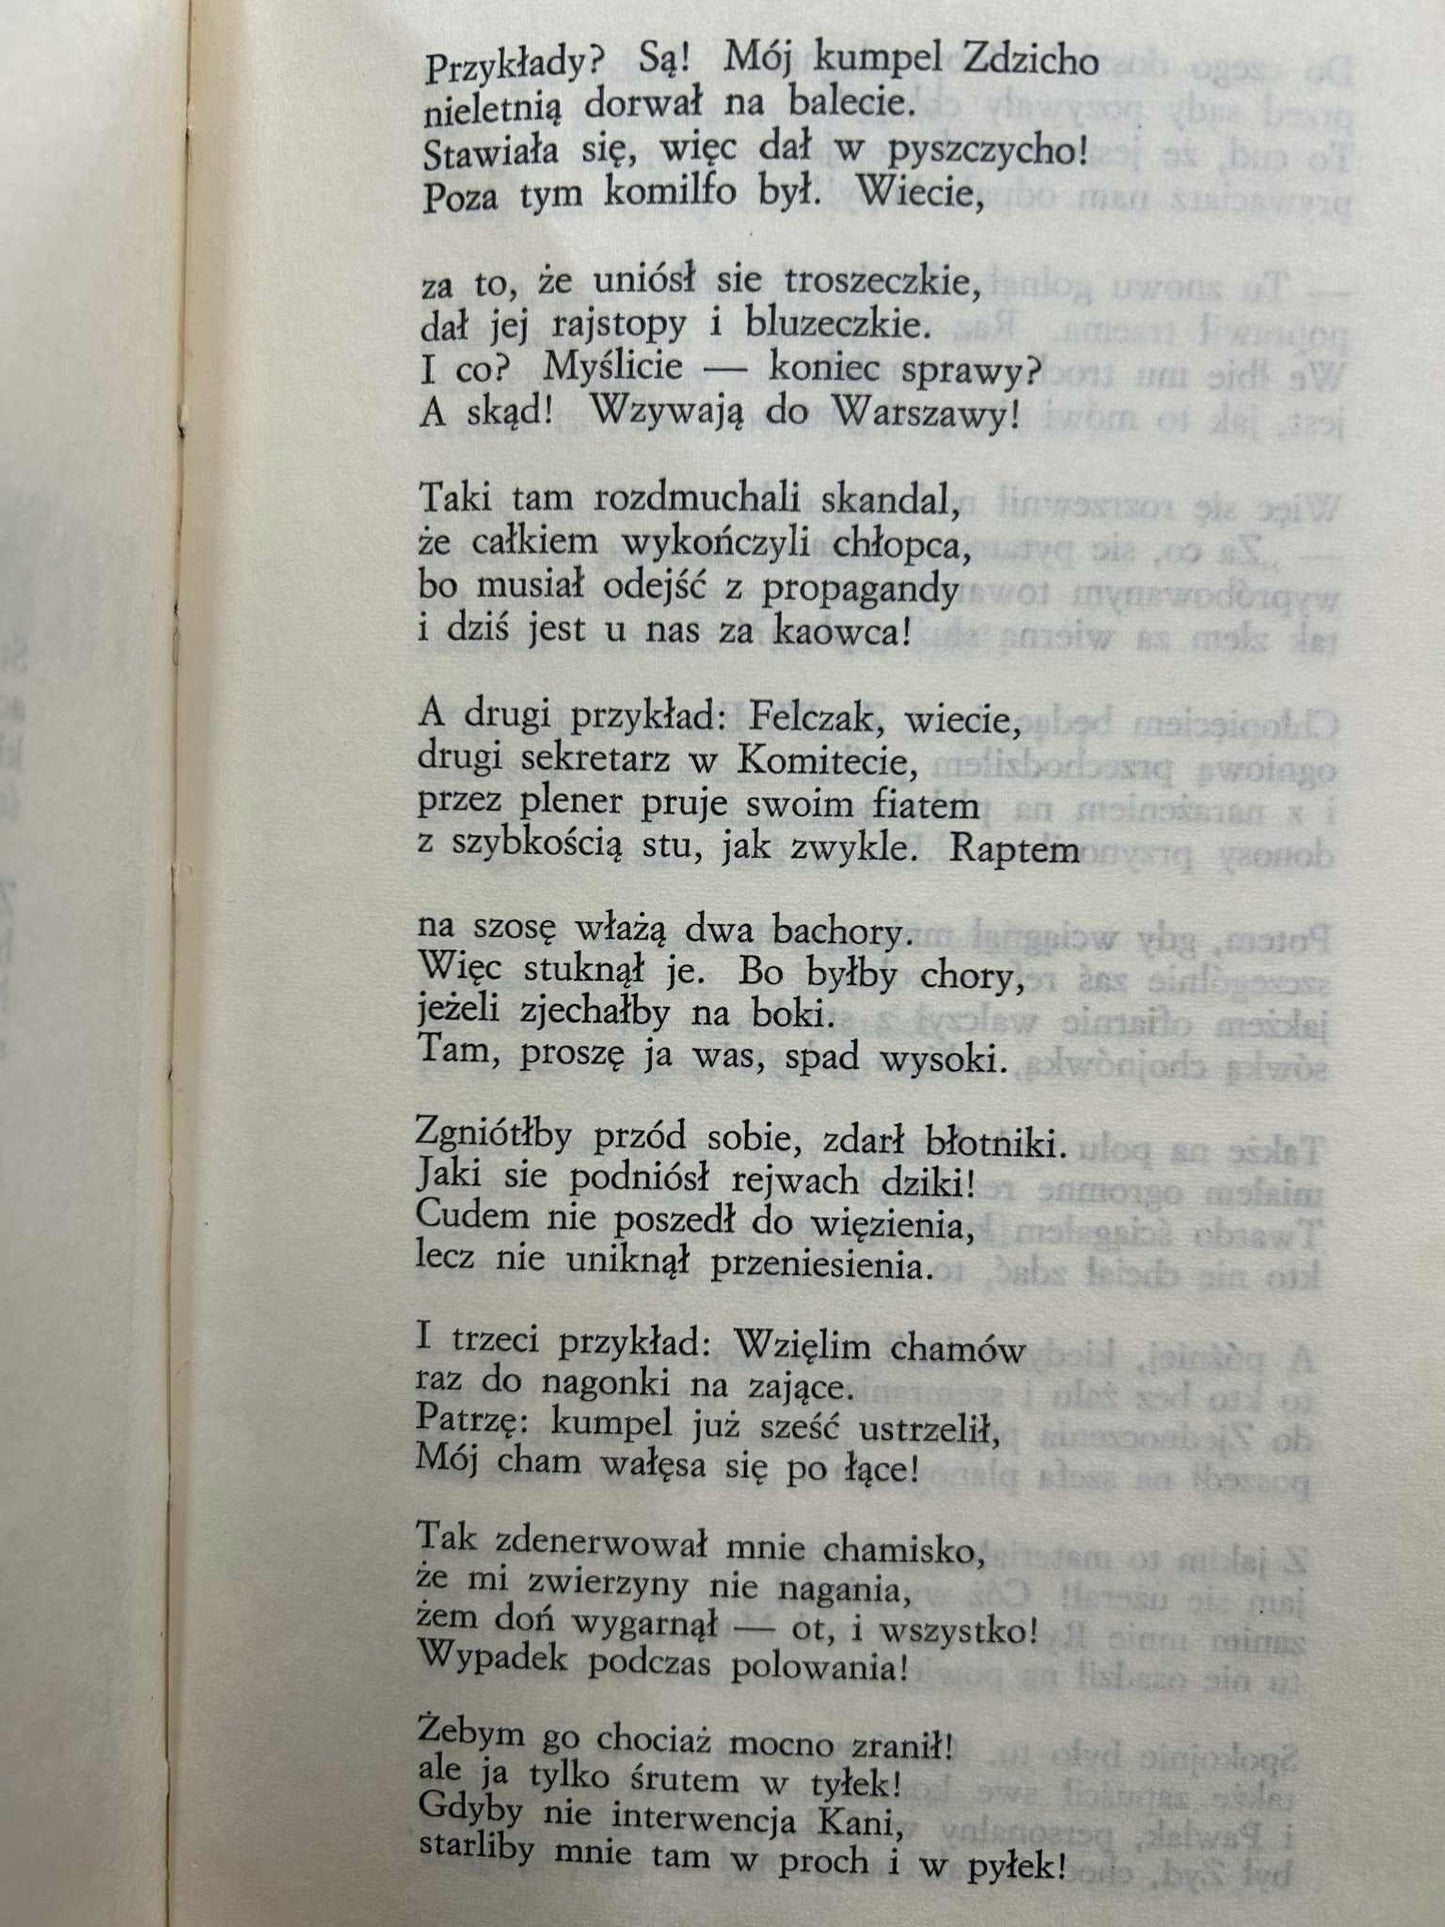 Przykłady? Są! Mój kumpel Zdzicho
nieletnią dorwał na balecie.
Stawiała się, więc dał w pyszczycho!
Poza tym komilfo był. Wiecie,
za to, że uniósł sie troszeczkie,
dał jej rajstopy i bluzeczkie.
I co? Myślicie — koniec sprawy?
A skąd! Wzywają do Warszawy!
Taki tam rozdmuchali skandal,
że całkiem wykończyli chłopca,
bo musiał odejść z propagandy
i dziś jest u nas za kaowca!
A drugi przykład: Felczak, wiecie,
drugi sekretarz w Komitecie,
przez plener pruje swoim fiatem
z szybkością stu, jak zwykle. Raptem
na szosę włażą dwa bachory.
Więc stuknął je. Bo byłby chory,
jeżeli zjechałby na boki.
Tam, proszę ja was, spad wysoki.
Zgniótłby przód sobie, zdarł błotniki.
Jaki sie podniósł rejwach dziki!
Cudem nie poszedł do więzienia,
lecz nie uniknął przeniesienia.
I trzeci przykład: Wzięlim chamów
raz do nagonki na zające.
Patrzę: kumpel już sześć ustrzelił,
Mój cham wałęsa się po łące!
Tak zdenerwował mnie chamisko,
że mi zwierzyny nie nagania,
żem doń wygarnął — ot, i wszystko!
Wypadek podczas polowania!
Żebym go chociaż mocno zranił!
ale ja tylko śrutem w tyłek!
Gdyby nie interwencja Kani,
starliby mnie tam w proch i w pyłek!